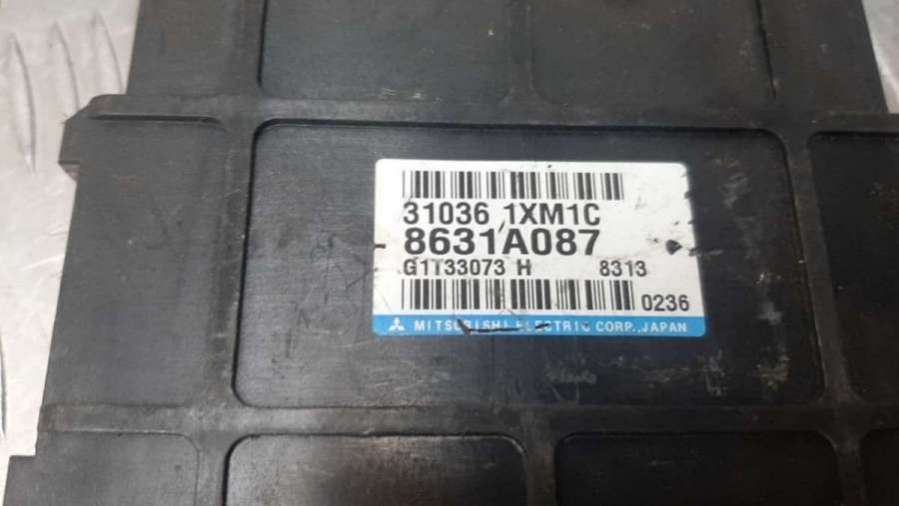 31036 1XM1C
8631A087
G1T33073 H 8313
0236
MITSUBISHI ELECTRIC CORP., JAPAN